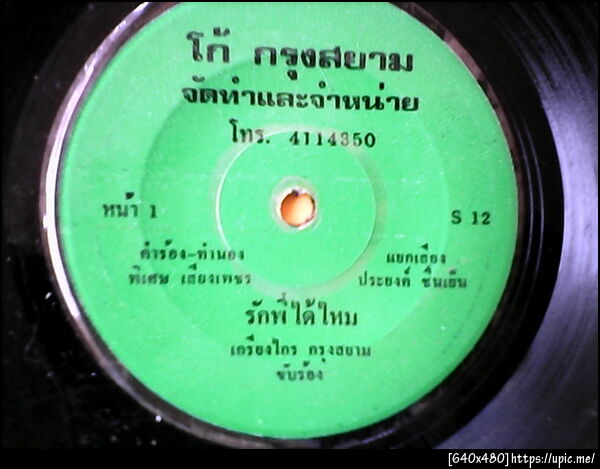 โก้ กรุงสยาม
จัดทำและจำหน่าย
โทร. 4114350
หน้า 1
S 12
คำร้อง-ทำนอง
พิเศษ เสียงเพชร
แยกเสียง
ประยงค์ ชื่นเย็น
รักพี่ได้ไหม
เกรียงไกร กรุงสยาม
ขับร้อง
[640x480]https://upic.me/